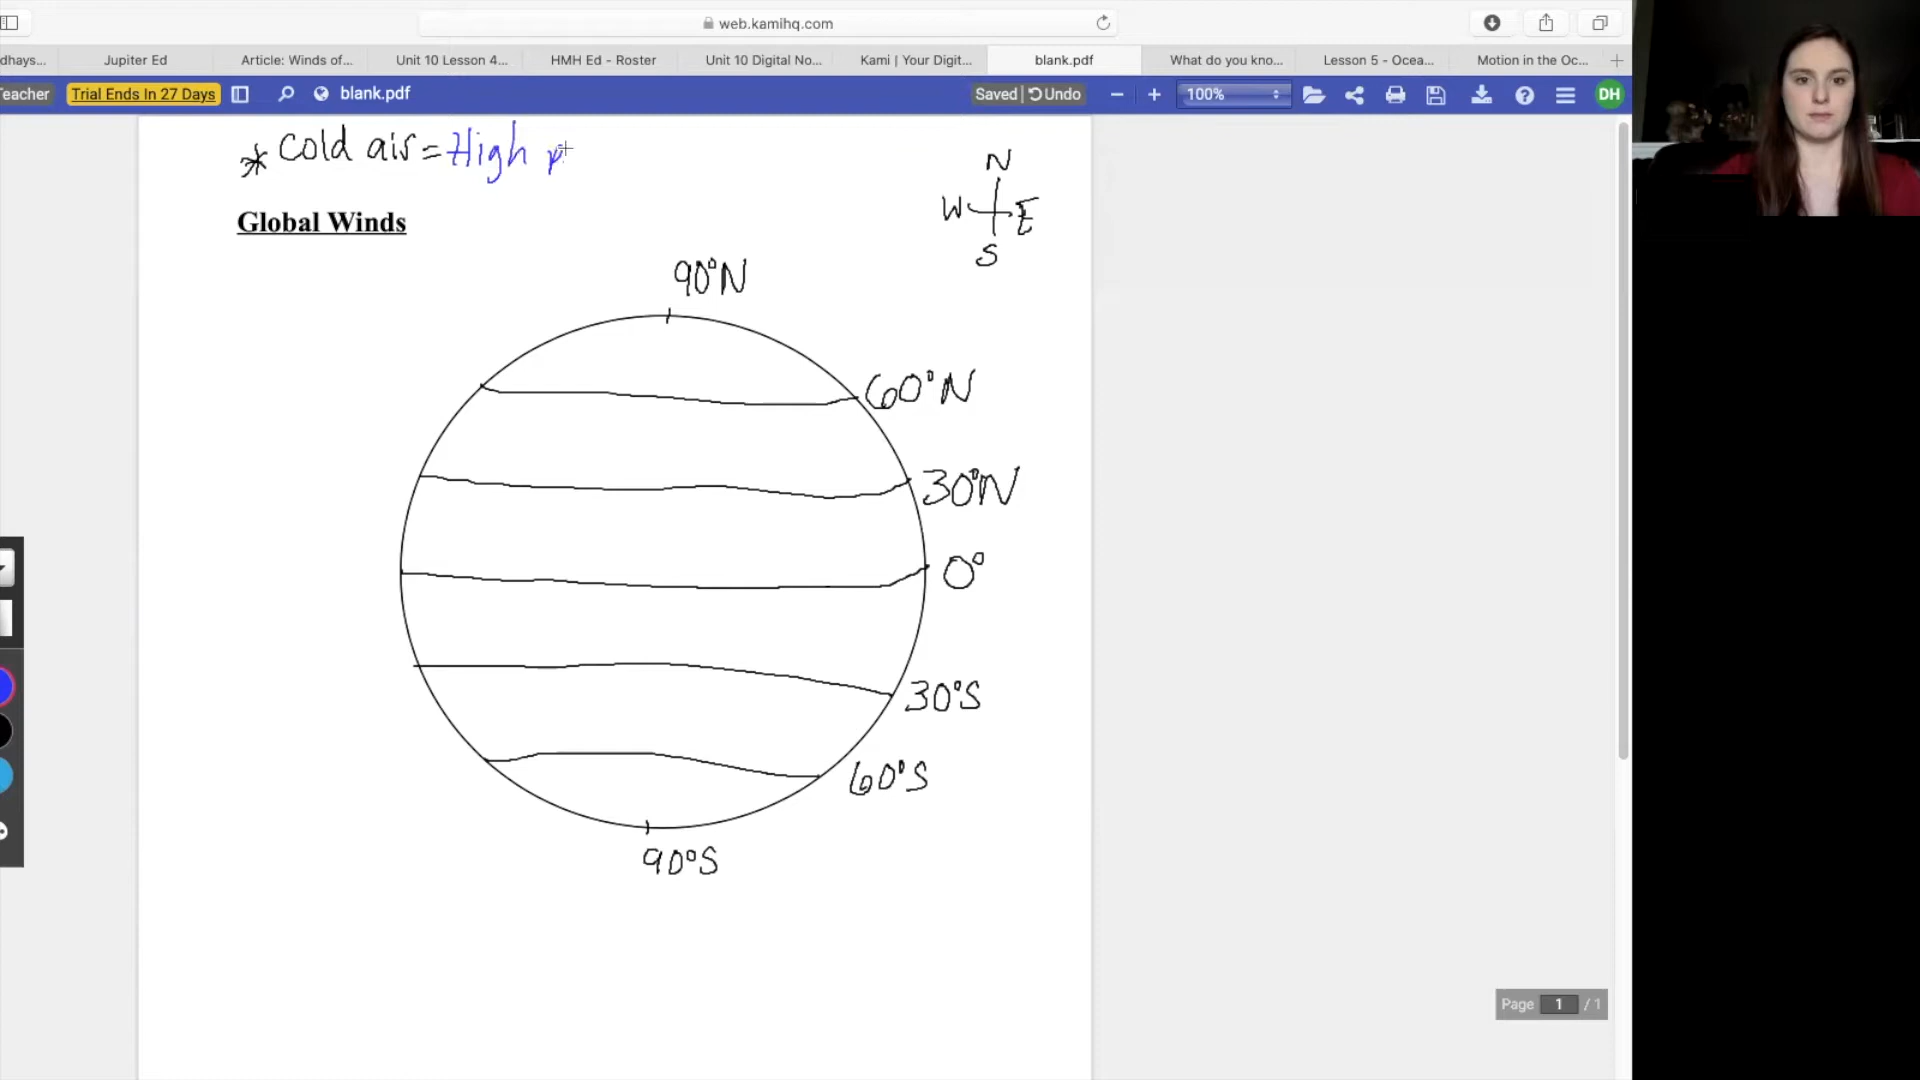 web.kamihq.com
dhays... Jupiter Ed Article: Winds of... Unit 10 Lesson 4... HMH Ed - Roster Unit 10 Digital No... Kami | Your Digit... blank.pdf What do you kno... Lesson 5 - Ocea... Motion in the Oc...
Teacher Trial Ends In 27 Days blank.pdf Saved | Undo 100% DH
* Cold air = High p
N
W E
S
Global Winds
90°N
60°N
30°N
0°
30°S
60°S
90°S
Page 1 / 1